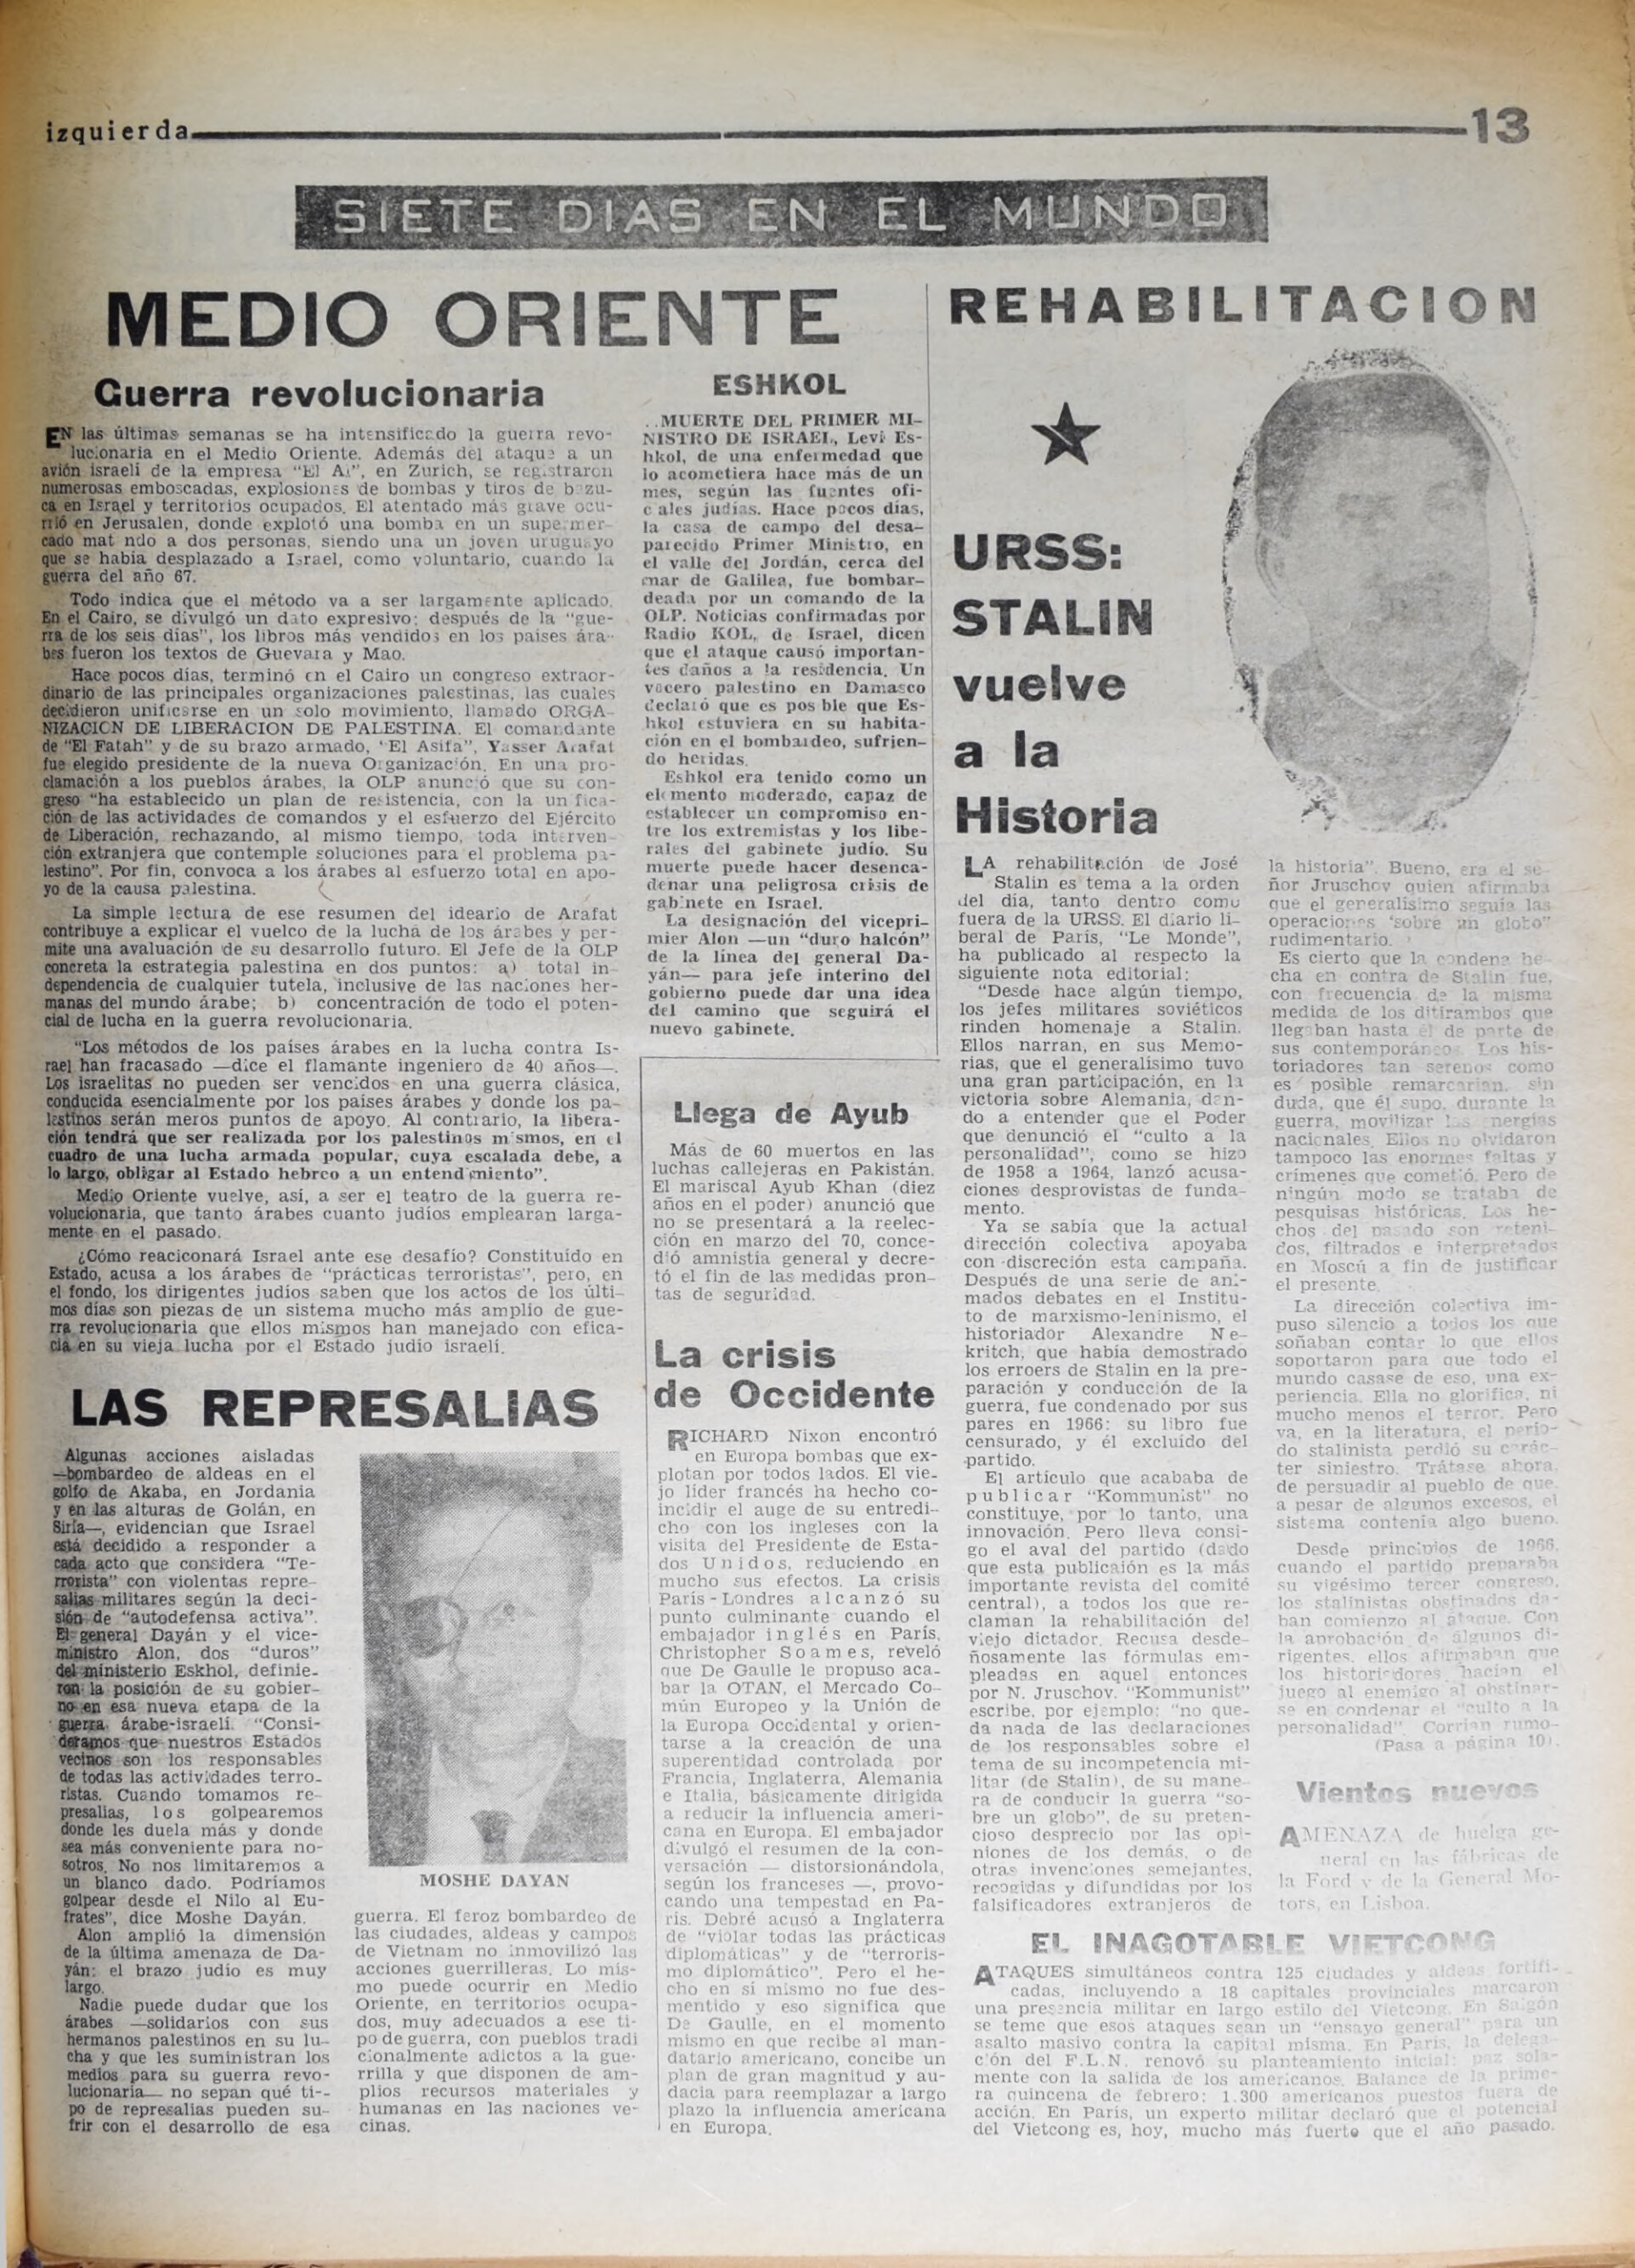 izquierda
13
SIETE DIAS EN EL MUNDO
MEDIO ORIENTE
Guerra revolucionaria
EN las últimas semanas se ha intensificado la guerra revo-
lucionaria en el Medio Oriente. Además del ataque a un
avión israelí de la empresa "El Al", en Zurich, se registraron
numerosas emboscadas, explosiones de bombas y tiros de bazu-
ca en Israel y territorios ocupados. El atentado más grave ocu-
rrió en Jerusalen, donde explotó una bomba en un supermer-
cado matando a dos personas, siendo una un joven uruguayo
que se había desplazado a Israel, como voluntario, cuando la
guerra del año 67.
Todo indica que el método va a ser largamente aplicado.
En el Cairo, se divulgó un dato expresivo: después de la "gue-
rra de los seis días", los libros más vendidos en los países ára-
bes fueron los textos de Guevara y Mao.
Hace pocos días, terminó en el Cairo un congreso extraor-
dinario de las principales organizaciones palestinas, las cuales
decidieron unificarse en un solo movimiento, llamado ORGA-
NIZACION DE LIBERACION DE PALESTINA. El comandante
de "El Fatah" y de su brazo armado, "El Asifa", Yasser Arafat
fue elegido presidente de la nueva Organización. En una pro-
clamación a los pueblos árabes, la OLP anunció que su con-
greso "ha establecido un plan de resistencia, con la unifica-
ción de las actividades de comandos y el esfuerzo del Ejército
de Liberación, rechazando, al mismo tiempo, toda interven-
ción extranjera que contemple soluciones para el problema pa-
lestino". Por fin, convoca a los árabes al esfuerzo total en apo-
yo de la causa palestina.
La simple lectura de ese resumen del ideario de Arafat
contribuye a explicar el vuelco de la lucha de los árabes y per-
mite una avaluación de su desarrollo futuro. El Jefe de la OLP
concreta la estrategia palestina en dos puntos: a) total in-
dependencia de cualquier tutela, inclusive de las naciones her-
manas del mundo árabe; b) concentración de todo el poten-
cial de lucha en la guerra revolucionaria.
"Los métodos de los países árabes en la lucha contra Is-
rael han fracasado —dice el flamante ingeniero de 40 años—.
Los israelitas no pueden ser vencidos en una guerra clásica,
conducida esencialmente por los países árabes y donde los pa-
lestinos serán meros puntos de apoyo. Al contrario, la libera-
ción tendrá que ser realizada por los palestinos mismos, en el
cuadro de una lucha armada popular, cuya escalada debe, a
lo largo, obligar al Estado hebreo a un entendimiento".
Medio Oriente vuelve, así, a ser el teatro de la guerra re-
volucionaria, que tanto árabes cuanto judíos emplearan larga-
mente en el pasado.
¿Cómo reaciconará Israel ante ese desafío? Constituído en
Estado, acusa a los árabes de "prácticas terroristas", pero, en
el fondo, los dirigentes judíos saben que los actos de los últi-
mos días son piezas de un sistema mucho más amplio de gue-
rra revolucionaria que ellos mismos han manejado con efica-
cia en su vieja lucha por el Estado judío israelí.
LAS REPRESALIAS
Algunas acciones aisladas
—bombardeo de aldeas en el
golfo de Akaba, en Jordania
y en las alturas de Golán, en
Siria—, evidencian que Israel
está decidido a responder a
cada acto que considera "Te-
rrorista" con violentas repre-
salias militares según la deci-
sión de "autodefensa activa".
El general Dayán y el vice-
ministro Alon, dos "duros"
del ministerio Eskhol, definie-
ron la posición de su gobier-
no en esa nueva etapa de la
guerra árabe-israelí. "Consi-
deramos que nuestros Estados
vecinos son los responsables
de todas las actividades terro-
ristas. Cuando tomamos re-
presalias, los golpearemos
donde les duela más y donde
sea más conveniente para no-
sotros. No nos limitaremos a
un blanco dado. Podríamos
golpear desde el Nilo al Eu-
frates", dice Moshe Dayán.
Alon amplió la dimensión
de la última amenaza de Da-
yán: el brazo judío es muy
largo.
Nadie puede dudar que los
árabes —solidarios con sus
hermanos palestinos en su lu-
cha y que les suministran los
medios para su guerra revo-
lucionaria— no sepan qué ti-
po de represalias pueden su-
frir con el desarrollo de esa
MOSHE DAYAN
guerra. El feroz bombardeo de
las ciudades, aldeas y campos
de Vietnam no inmovilizó las
acciones guerrilleras. Lo mis-
mo puede ocurrir en Medio
Oriente, en territorios ocupa-
dos, muy adecuados a ese ti-
po de guerra, con pueblos tradi
cionalmente adictos a la gue-
rrilla y que disponen de am-
plios recursos materiales y
humanas en las naciones ve-
cinas.
ESHKOL
..MUERTE DEL PRIMER MI-
NISTRO DE ISRAEL, Levi Es-
hkol, de una enfermedad que
lo acometiera hace más de un
mes, según las fuentes ofi-
ciales judías. Hace pocos días,
la casa de campo del desa-
parecido Primer Ministro, en
el valle del Jordán, cerca del
mar de Galilea, fue bombar-
deada por un comando de la
OLP. Noticias confirmadas por
Radio KOL, de Israel, dicen
que el ataque causó importan-
tes daños a la residencia. Un
vocero palestino en Damasco
declaró que es posible que Es-
hkol estuviera en su habita-
ción en el bombardeo, sufrien-
do heridas.
Eshkol era tenido como un
elemento moderado, capaz de
establecer un compromiso en-
tre los extremistas y los libe-
rales del gabinete judío. Su
muerte puede hacer desenca-
denar una peligrosa crisis de
gabinete en Israel.
La designación del vicepri-
mier Alon —un "duro halcón"
de la línea del general Da-
yán— para jefe interino del
gobierno puede dar una idea
del camino que seguirá el
nuevo gabinete.
Llega de Ayub
Más de 60 muertos en las
luchas callejeras en Pakistán.
El mariscal Ayub Khan (diez
años en el poder) anunció que
no se presentará a la reelec-
ción en marzo del 70, conce-
dió amnistía general y decre-
tó el fin de las medidas pron-
tas de seguridad.
La crisis
de Occidente
RICHARD Nixon encontró
en Europa bombas que ex-
plotan por todos lados. El vie-
jo líder francés ha hecho co-
incidir el auge de su entredi-
cho con los ingleses con la
visita del Presidente de Esta-
dos Unidos, reduciendo en
mucho sus efectos. La crisis
París-Londres alcanzó su
punto culminante cuando el
embajador inglés en París,
Christopher Soames, reveló
que De Gaulle le propuso aca-
bar la OTAN, el Mercado Co-
mún Europeo y la Unión de
la Europa Occidental y orien-
tarse a la creación de una
superentidad controlada por
Francia, Inglaterra, Alemania
e Italia, básicamente dirigida
a reducir la influencia ameri-
cana en Europa. El embajador
divulgó el resumen de la con-
versación — distorsionándola,
según los franceses —, provo-
cando una tempestad en Pa-
rís. Debré acusó a Inglaterra
de "violar todas las prácticas
diplomáticas" y de "terroris-
mo diplomático". Pero el he-
cho en sí mismo no fue des-
mentido y eso significa que
De Gaulle, en el momento
mismo en que recibe al man-
datario americano, concibe un
plan de gran magnitud y au-
dacia para reemplazar a largo
plazo la influencia americana
en Europa.
REHABILITACION
URSS:
STALIN
vuelve
a la
Historia
LA rehabilitación de José
Stalin es tema a la orden
del día, tanto dentro como
fuera de la URSS. El diario li-
beral de París, "Le Monde",
ha publicado al respecto la
siguiente nota editorial:
"Desde hace algún tiempo,
los jefes militares soviéticos
rinden homenaje a Stalin.
Ellos narran, en sus Memo-
rias, que el generalísimo tuvo
una gran participación, en la
victoria sobre Alemania, dan-
do a entender que el Poder
que denunció el "culto a la
personalidad", como se hizo
de 1958 a 1964, lanzó acusa-
ciones desprovistas de funda-
mento.
Ya se sabía que la actual
dirección colectiva apoyaba
con discreción esta campaña.
Después de una serie de ani-
mados debates en el Institu-
to de marxismo-leninismo, el
historiador Alexandre Ne-
kritch, que había demostrado
los erroers de Stalin en la pre-
paración y conducción de la
guerra, fue condenado por sus
pares en 1966: su libro fue
censurado, y él excluído del
partido.
El artículo que acababa de
publicar "Kommunist" no
constituye, por lo tanto, una
innovación. Pero lleva consi-
go el aval del partido (dado
que esta publicaión es la más
importante revista del comité
central), a todos los que re-
claman la rehabilitación del
viejo dictador. Recusa desde-
ñosamente las fórmulas em-
pleadas en aquel entonces
por N. Jruschov. "Kommunist"
escribe, por ejemplo: "no que-
da nada de las declaraciones
de los responsables sobre el
tema de su incompetencia mi-
litar (de Stalin), de su mane-
ra de conducir la guerra "so-
bre un globo", de su preten-
cioso desprecio por las opi-
niones de los demás, o de
otras invenciones semejantes,
recogidas y difundidas por los
falsificadores extranjeros de
la historia". Bueno, era el se-
ñor Jruschov quien afirmaba
que el generalísimo seguía las
operaciones "sobre un globo"
rudimentario.
Es cierto que la condena he-
cha en contra de Stalin fue,
con frecuencia de la misma
medida de los ditirambos que
llegaban hasta él de parte de
sus contemporáneos. Los his-
toriadores tan serenos como
es posible remarcarían, sin
duda, que él supo, durante la
guerra, movilizar las energías
nacionales. Ellos no olvidaron
tampoco las enormes faltas y
crímenes que cometió. Pero de
ningún modo se trataba de
pesquisas históricas. Los he-
chos del pasado son reteni-
dos, filtrados e interpretados
en Moscú a fin de justificar
el presente.
La dirección colectiva im-
puso silencio a todos los que
soñaban contar lo que ellos
soportaron para que todo el
mundo casase de eso, una ex-
periencia. Ella no glorifica, ni
mucho menos el terror. Pero
va, en la literatura, el perío-
do stalinista perdió su carác-
ter siniestro. Trátase ahora,
de persuadir al pueblo de que,
a pesar de algunos excesos, el
sistema contenía algo bueno.
Desde principios de 1966,
cuando el partido preparaba
su vigésimo tercer congreso,
los stalinistas obstinados da-
ban comienzo al ataque. Con
la aprobación de algunos di-
rigentes, ellos afirmaban que
los historiadores hacían el
juego al enemigo al obstinar-
se en condenar el "culto a la
personalidad". Corrían rumo-
(Pasa a página 10).
Vientos nuevos
AMENAZA de huelga ge-
neral en las fábricas de
la Ford y de la General Mo-
tors, en Lisboa.
EL INAGOTABLE VIETCONG
ATAQUES simultáneos contra 125 ciudades y aldeas fortifi-
cadas, incluyendo a 18 capitales provinciales marcaron
una presencia militar en largo estilo del Vietcong. En Saigón
se teme que esos ataques sean un "ensayo general" para un
asalto masivo contra la capital misma. En París, la delega-
ción del F.L.N. renovó su planteamiento inicial: paz sola-
mente con la salida de los americanos. Balance de la prime-
ra quincena de febrero: 1.300 americanos puestos fuera de
acción. En París, un experto militar declaró que el potencial
del Vietcong es, hoy, mucho más fuerte que el año pasado.